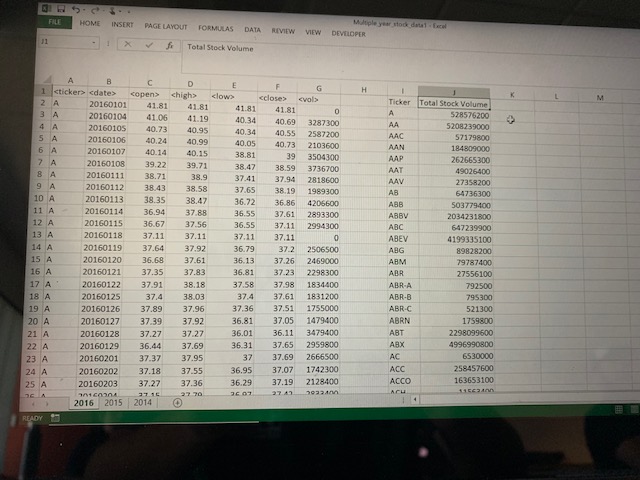 Multiple_year_stock_data1 - Excel
FILE HOME INSERT PAGE LAYOUT FORMULAS DATA REVIEW VIEW DEVELOPER
J1 fx Total Stock Volume
A B C D E F G H I J K L M
1 <ticker> <date> <open> <high> <low> <close> <vol> Ticker Total Stock Volume
2 A 20160101 41.81 41.81 41.81 41.81 0 A 528576200
3 A 20160104 41.06 41.19 40.34 40.69 3287300 AA 5208239000
4 A 20160105 40.73 40.95 40.34 40.55 2587200 AAC 57179800
5 A 20160106 40.24 40.99 40.05 40.73 2103600 AAN 184809000
6 A 20160107 40.14 40.15 38.81 39 3504300 AAP 262665300
7 A 20160108 39.22 39.71 38.47 38.59 3736700 AAT 49026400
8 A 20160111 38.71 38.9 37.41 37.94 2818600 AAV 27358200
9 A 20160112 38.43 38.58 37.65 38.19 1989300 AB 64736300
10 A 20160113 38.35 38.47 36.72 36.86 4206600 ABB 503779400
11 A 20160114 36.94 37.88 36.55 37.61 2893300 ABBV 2034231800
12 A 20160115 36.67 37.56 36.55 37.11 2994300 ABC 647239900
13 A 20160118 37.11 37.11 37.11 37.11 0 ABEV 4199335100
14 A 20160119 37.64 37.92 36.79 37.2 2506500 ABG 89828200
15 A 20160120 36.68 37.61 36.13 37.26 2469000 ABM 79787400
16 A 20160121 37.35 37.83 36.81 37.23 2298300 ABR 27556100
17 A 20160122 37.91 38.18 37.58 37.98 1834400 ABR-A 792500
18 A 20160125 37.4 38.03 37.4 37.61 1831200 ABR-B 795300
19 A 20160126 37.89 37.96 37.36 37.51 1755000 ABR-C 521300
20 A 20160127 37.39 37.92 36.81 37.05 1479400 ABRN 1759800
21 A 20160128 37.27 37.27 36.01 36.11 3479400 ABT 2298099600
22 A 20160129 36.44 37.69 36.31 37.65 2959800 ABX 4996990800
23 A 20160201 37.37 37.95 37 37.69 2666500 AC 6530000
24 A 20160202 37.18 37.55 36.95 37.07 1742300 ACC 258457600
25 A 20160203 37.27 37.36 36.29 37.19 2128400 ACCO 163653100
2016 2015 2014
READY